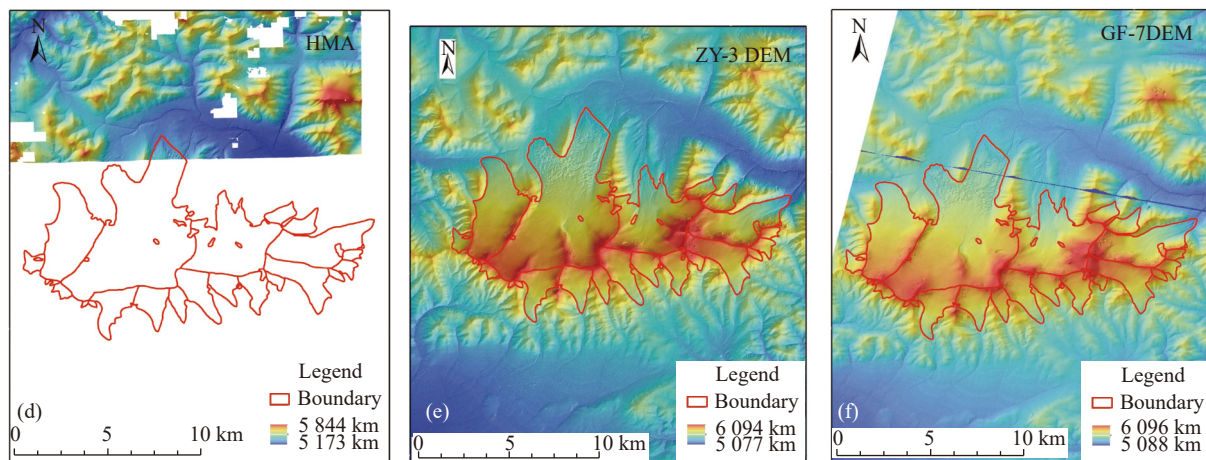 N
HMA
Legend
Boundary
5 844 km
5 173 km
(d)
0 5 10 km
N
ZY-3 DEM
Legend
Boundary
6 094 km
5 077 km
(e)
0 5 10 km
N
GF-7DEM
Legend
Boundary
6 096 km
5 088 km
(f)
0 5 10 km